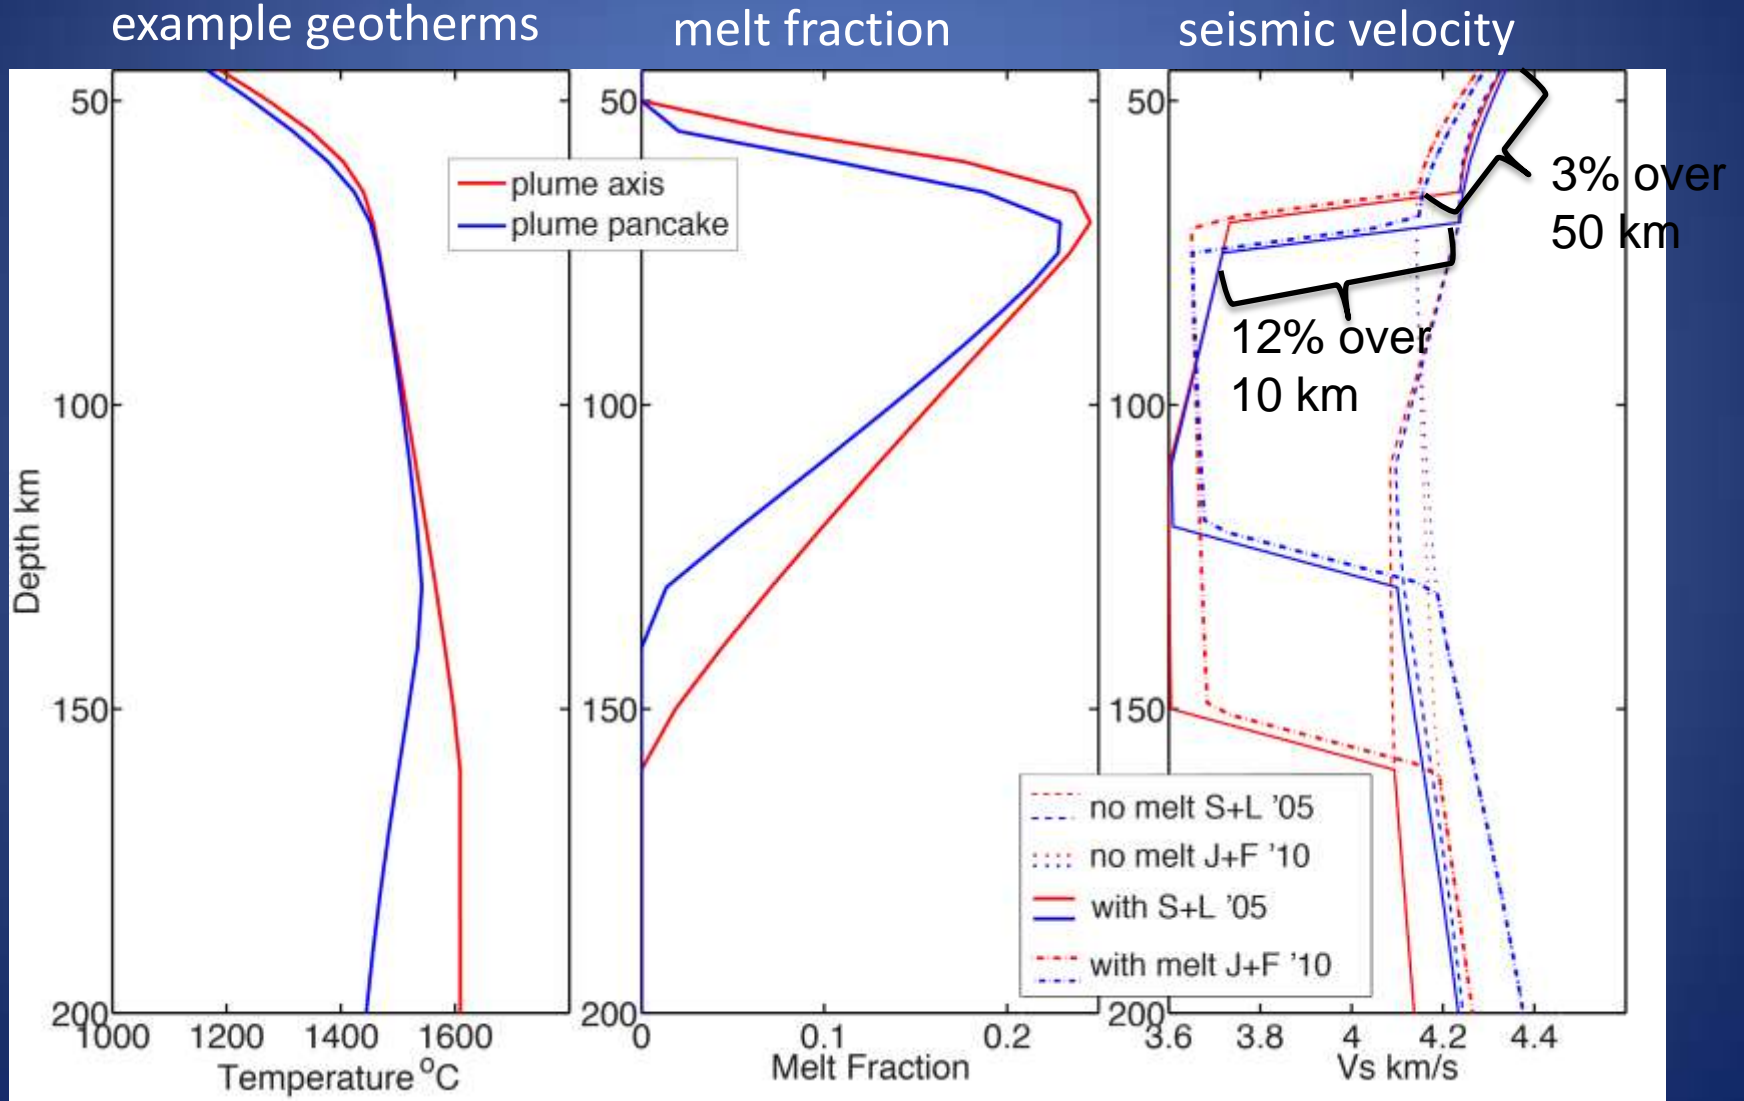 example geotherms
melt fraction
seismic velocity
50
100
150
200
Depth km
1000 1200 1400 1600
Temperature °C
plume axis
plume pancake
50
100
150
200
0 0.1 0.2
Melt Fraction
50
100
150
200
3.6 3.8 4 4.2 4.4
Vs km/s
3% over
50 km
12% over
10 km
no melt S+L '05
no melt J+F '10
with S+L '05
with melt J+F '10